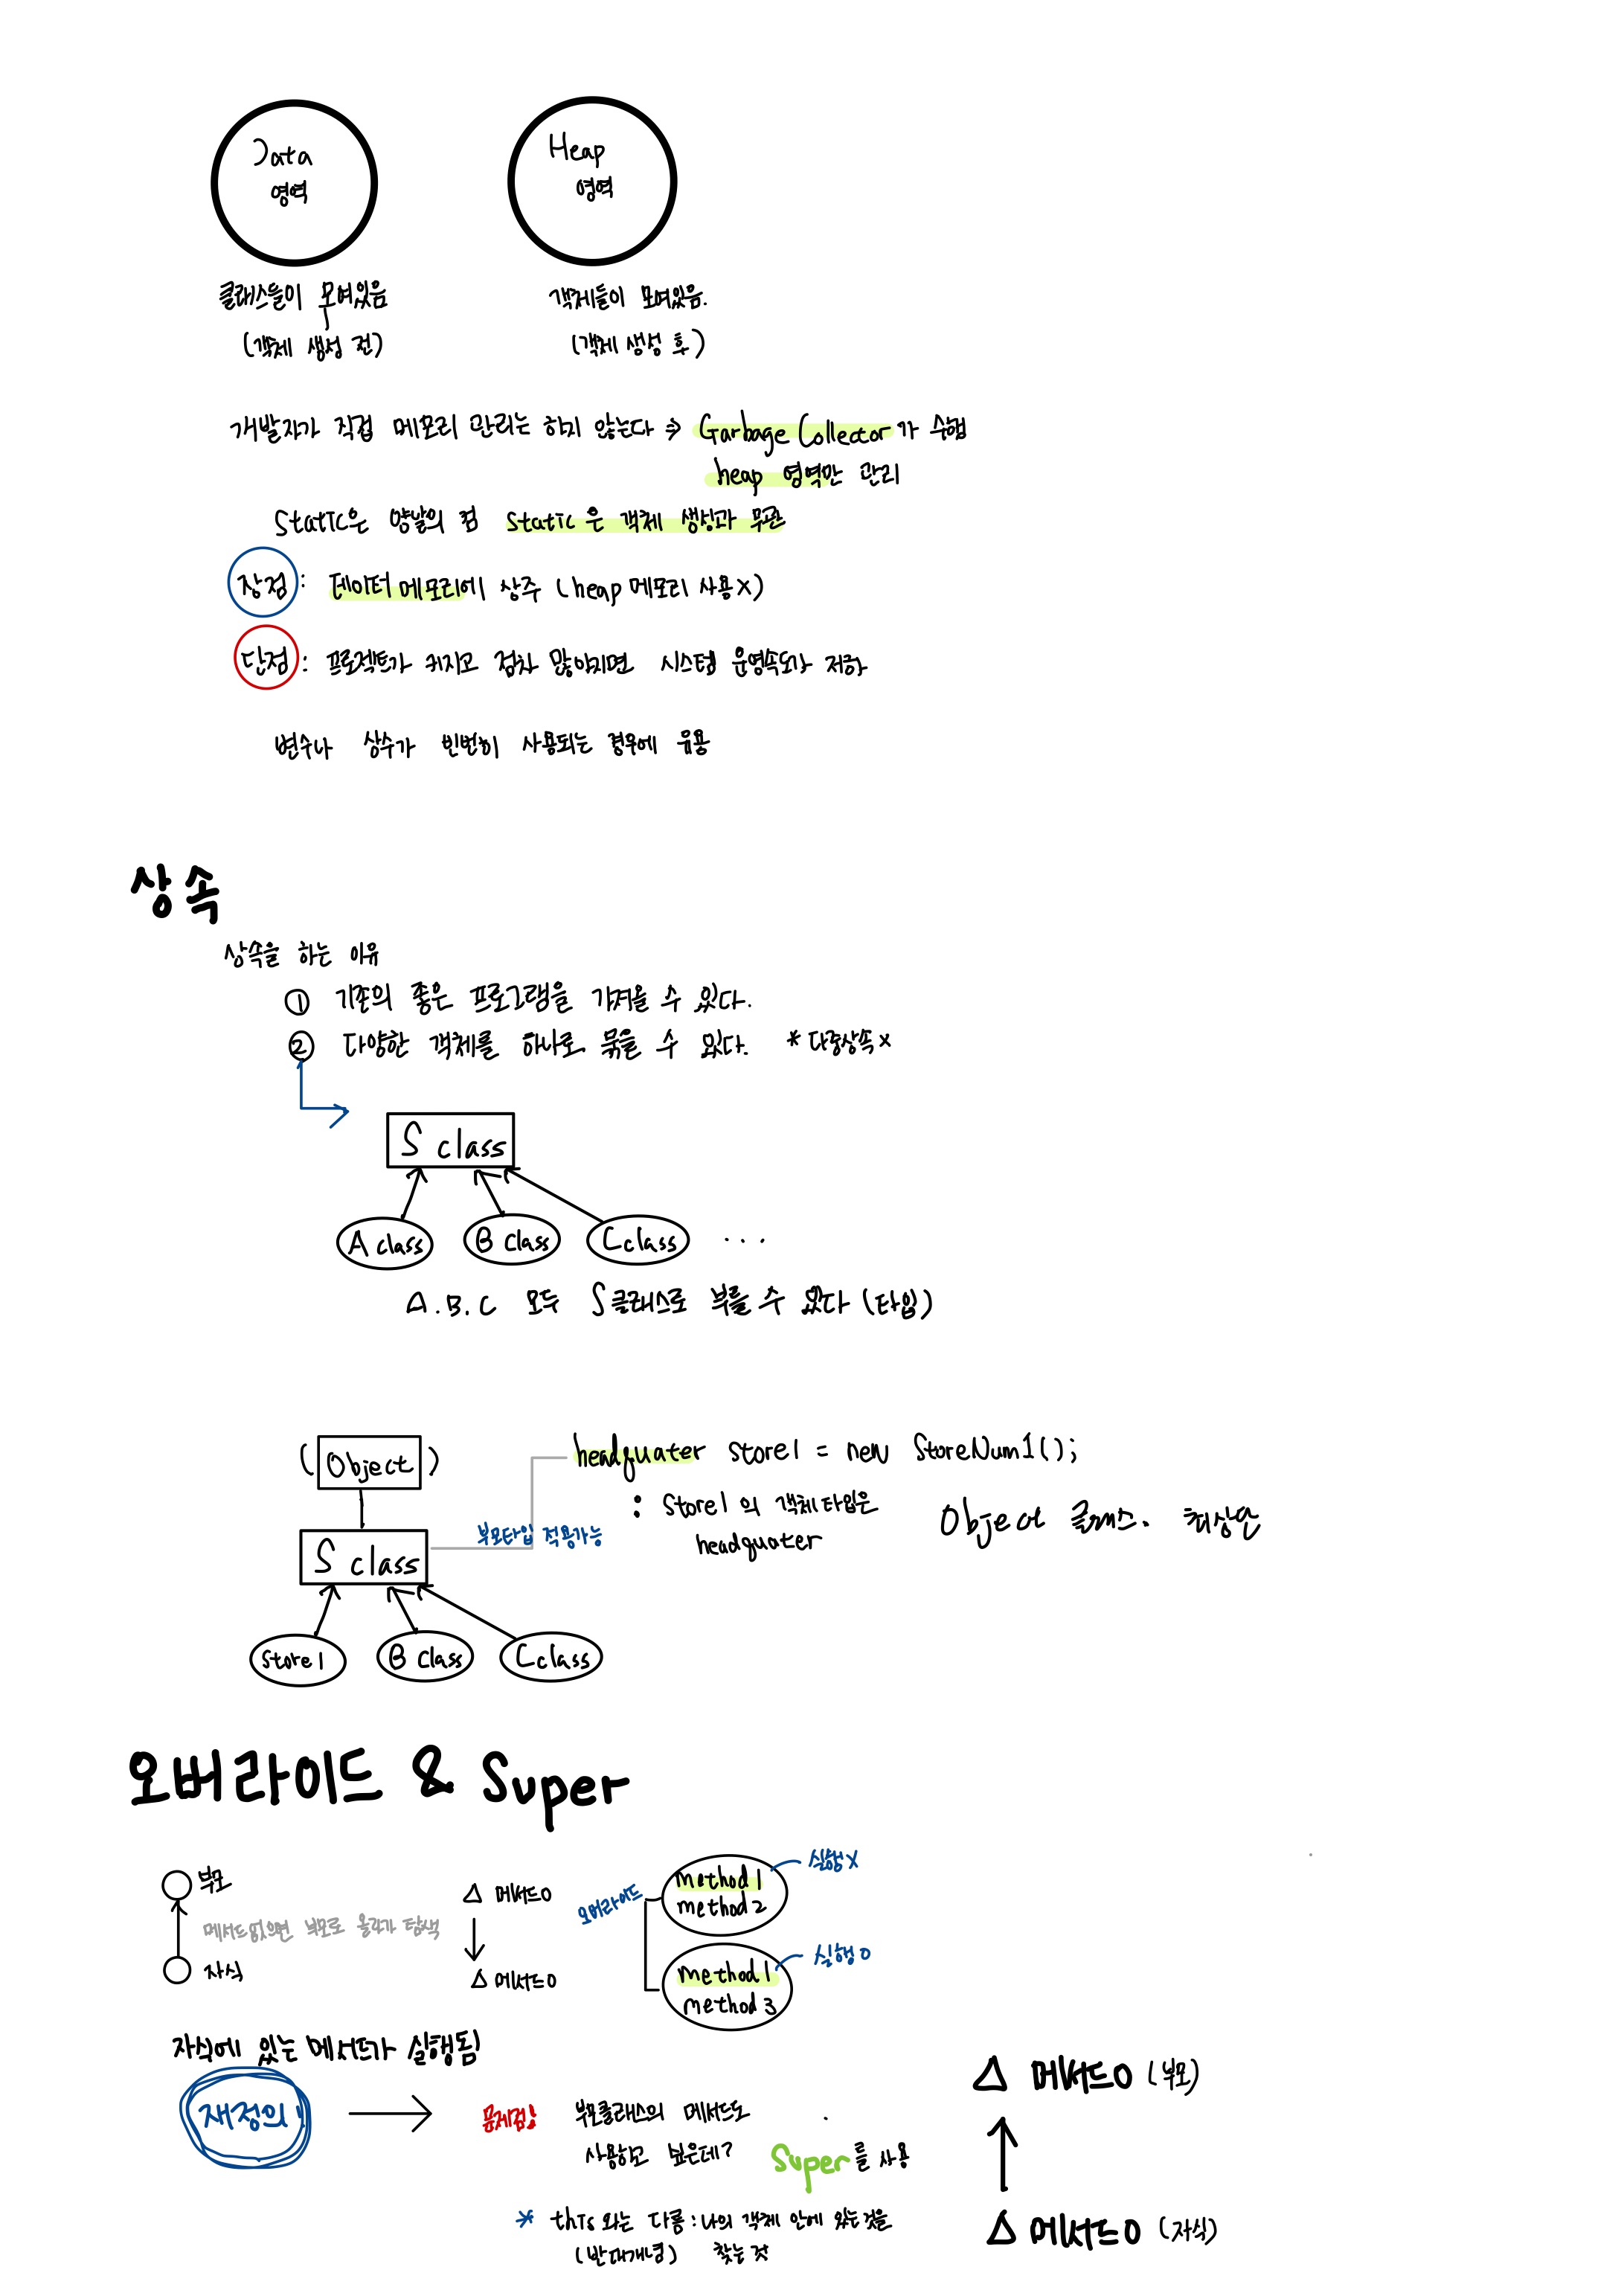 Data
영역
Heap
영역
클래스들이 모여있음
(객체 생성 전)
객체들이 모여있음.
(객체 생성 후)
개발자가 직접 메모리 관리는 하지 않는다 ⇒ Garbage Collector가 수행
heap 영역만 관리
static은 양날의 검 static은 객체 생성과 무관
장점 : 데이터 메모리에 상주 (heap 메모리 사용x)
단점 : 프로젝트가 커지고 점차 많아지면 시스템 운영속도가 저하
변수나 상수가 빈번히 사용되는 경우에 유용
상속
상속을 하는 이유
① 기존의 좋은 프로그램을 가져올 수 있다.
② 다양한 객체를 하나로 묶을 수 있다. * 다중상속x
S class
A class
B class
C class
...
A.B.C 모두 S클래스로 부를 수 있다 (타입)
(Object)
headquater store1 = new StoreNum1();
: Store1 의 객체타입은
headquater
Object 클래스. 최상단
부모타입 적용가능
S class
Store1
B class
C class
오버라이드 & Super
부모
메서드없으면 부모로 올라가 탐색
자식
△ 메서드O
△ 메서드O
오버라이드
method1
method2
실행X
method1
method3
실행O
자식에 있는 메서드가 실행됨!
재정의!
문제점!
부모클래스의 메서드도
사용하고 싶은데?
Super를 사용
* this 와는 다름 : 나의 객체 안에 있는것을
(반대개념) 찾는것
△ 메서드O (부모)
△ 메서드O (자식)